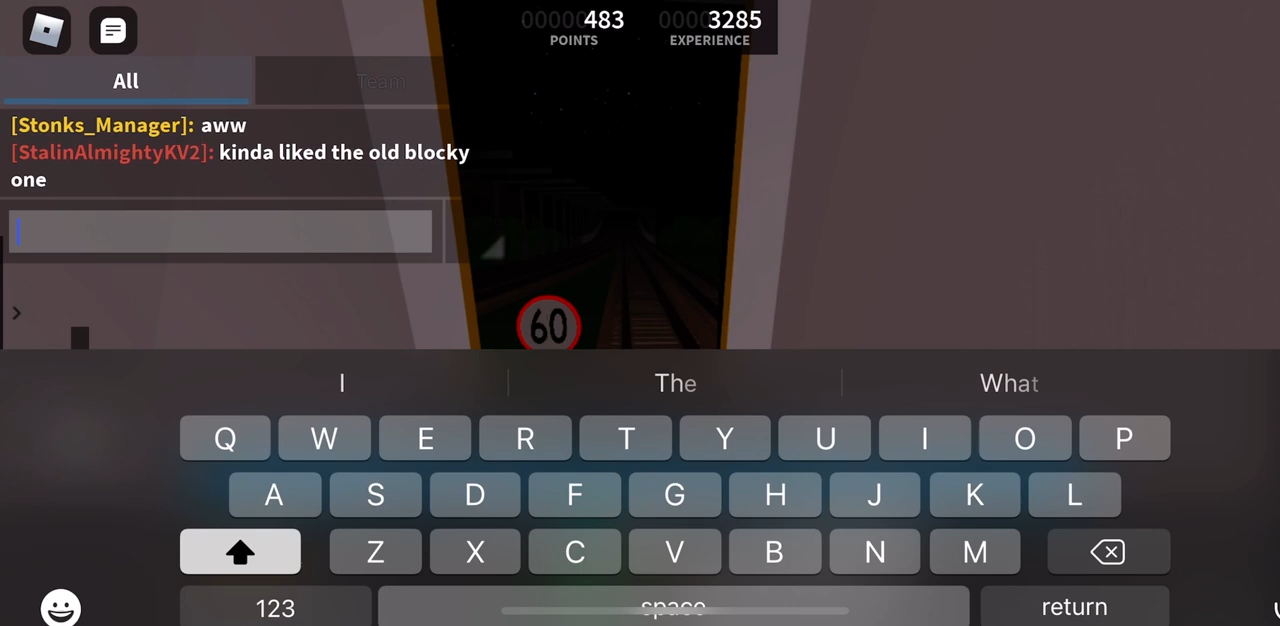 00000483 0003285
POINTS EXPERIENCE
All Team
[Stonks_Manager]: aww
[StalinAlmightyKV2]: kinda liked the old blocky
one
60
I The What
Q W E R T Y U I O P
A S D F G H J K L
Z X C V B N M
123 space return